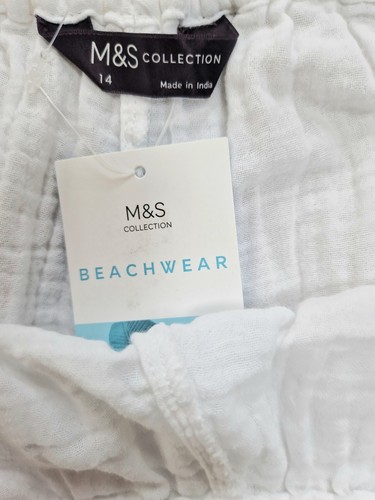 M&S COLLECTION
14
Made in India
M&S
COLLECTION
BEACHWEAR